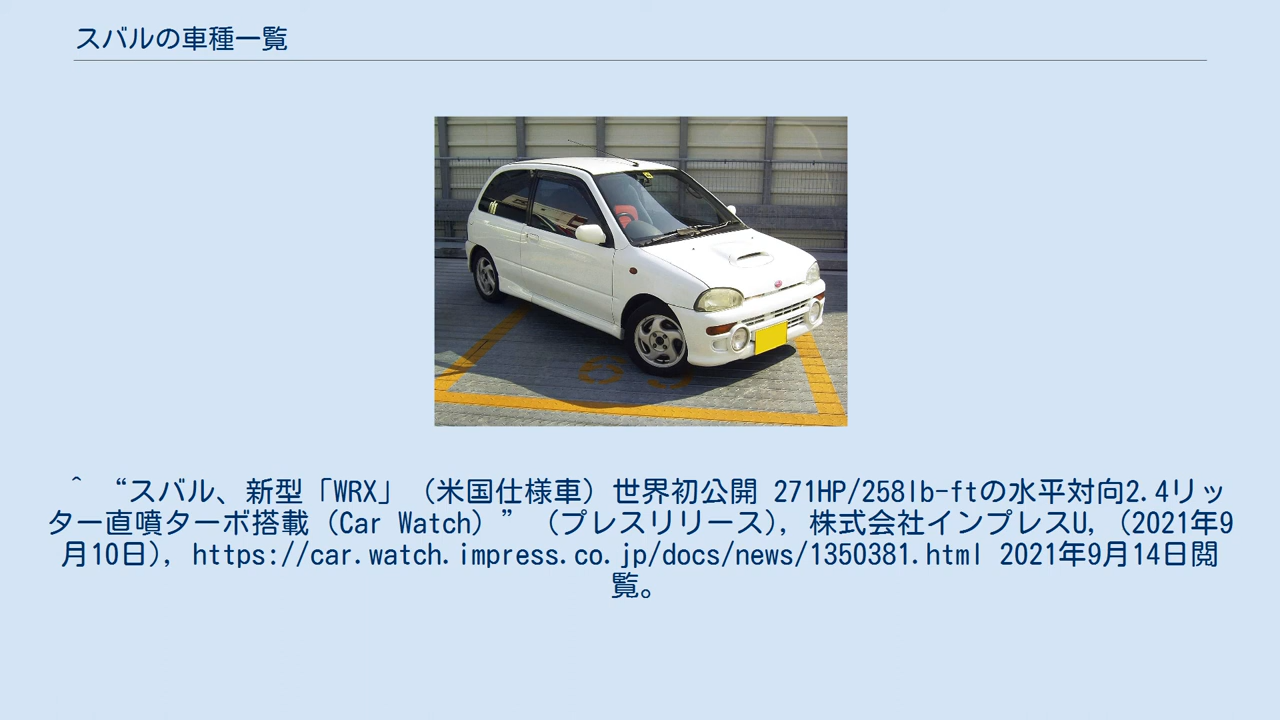 スバルの車種一覧
65
^ “スバル、新型「WRX」（米国仕様車）世界初公開 271HP/258lb-ftの水平対向2.4リッ
ター直噴ターボ搭載（Car Watch）” （プレスリリース), 株式会社インプレスU, (2021年9
月10日), https://car.watch.impress.co.jp/docs/news/1350381.html 2021年9月14日閲
覧。